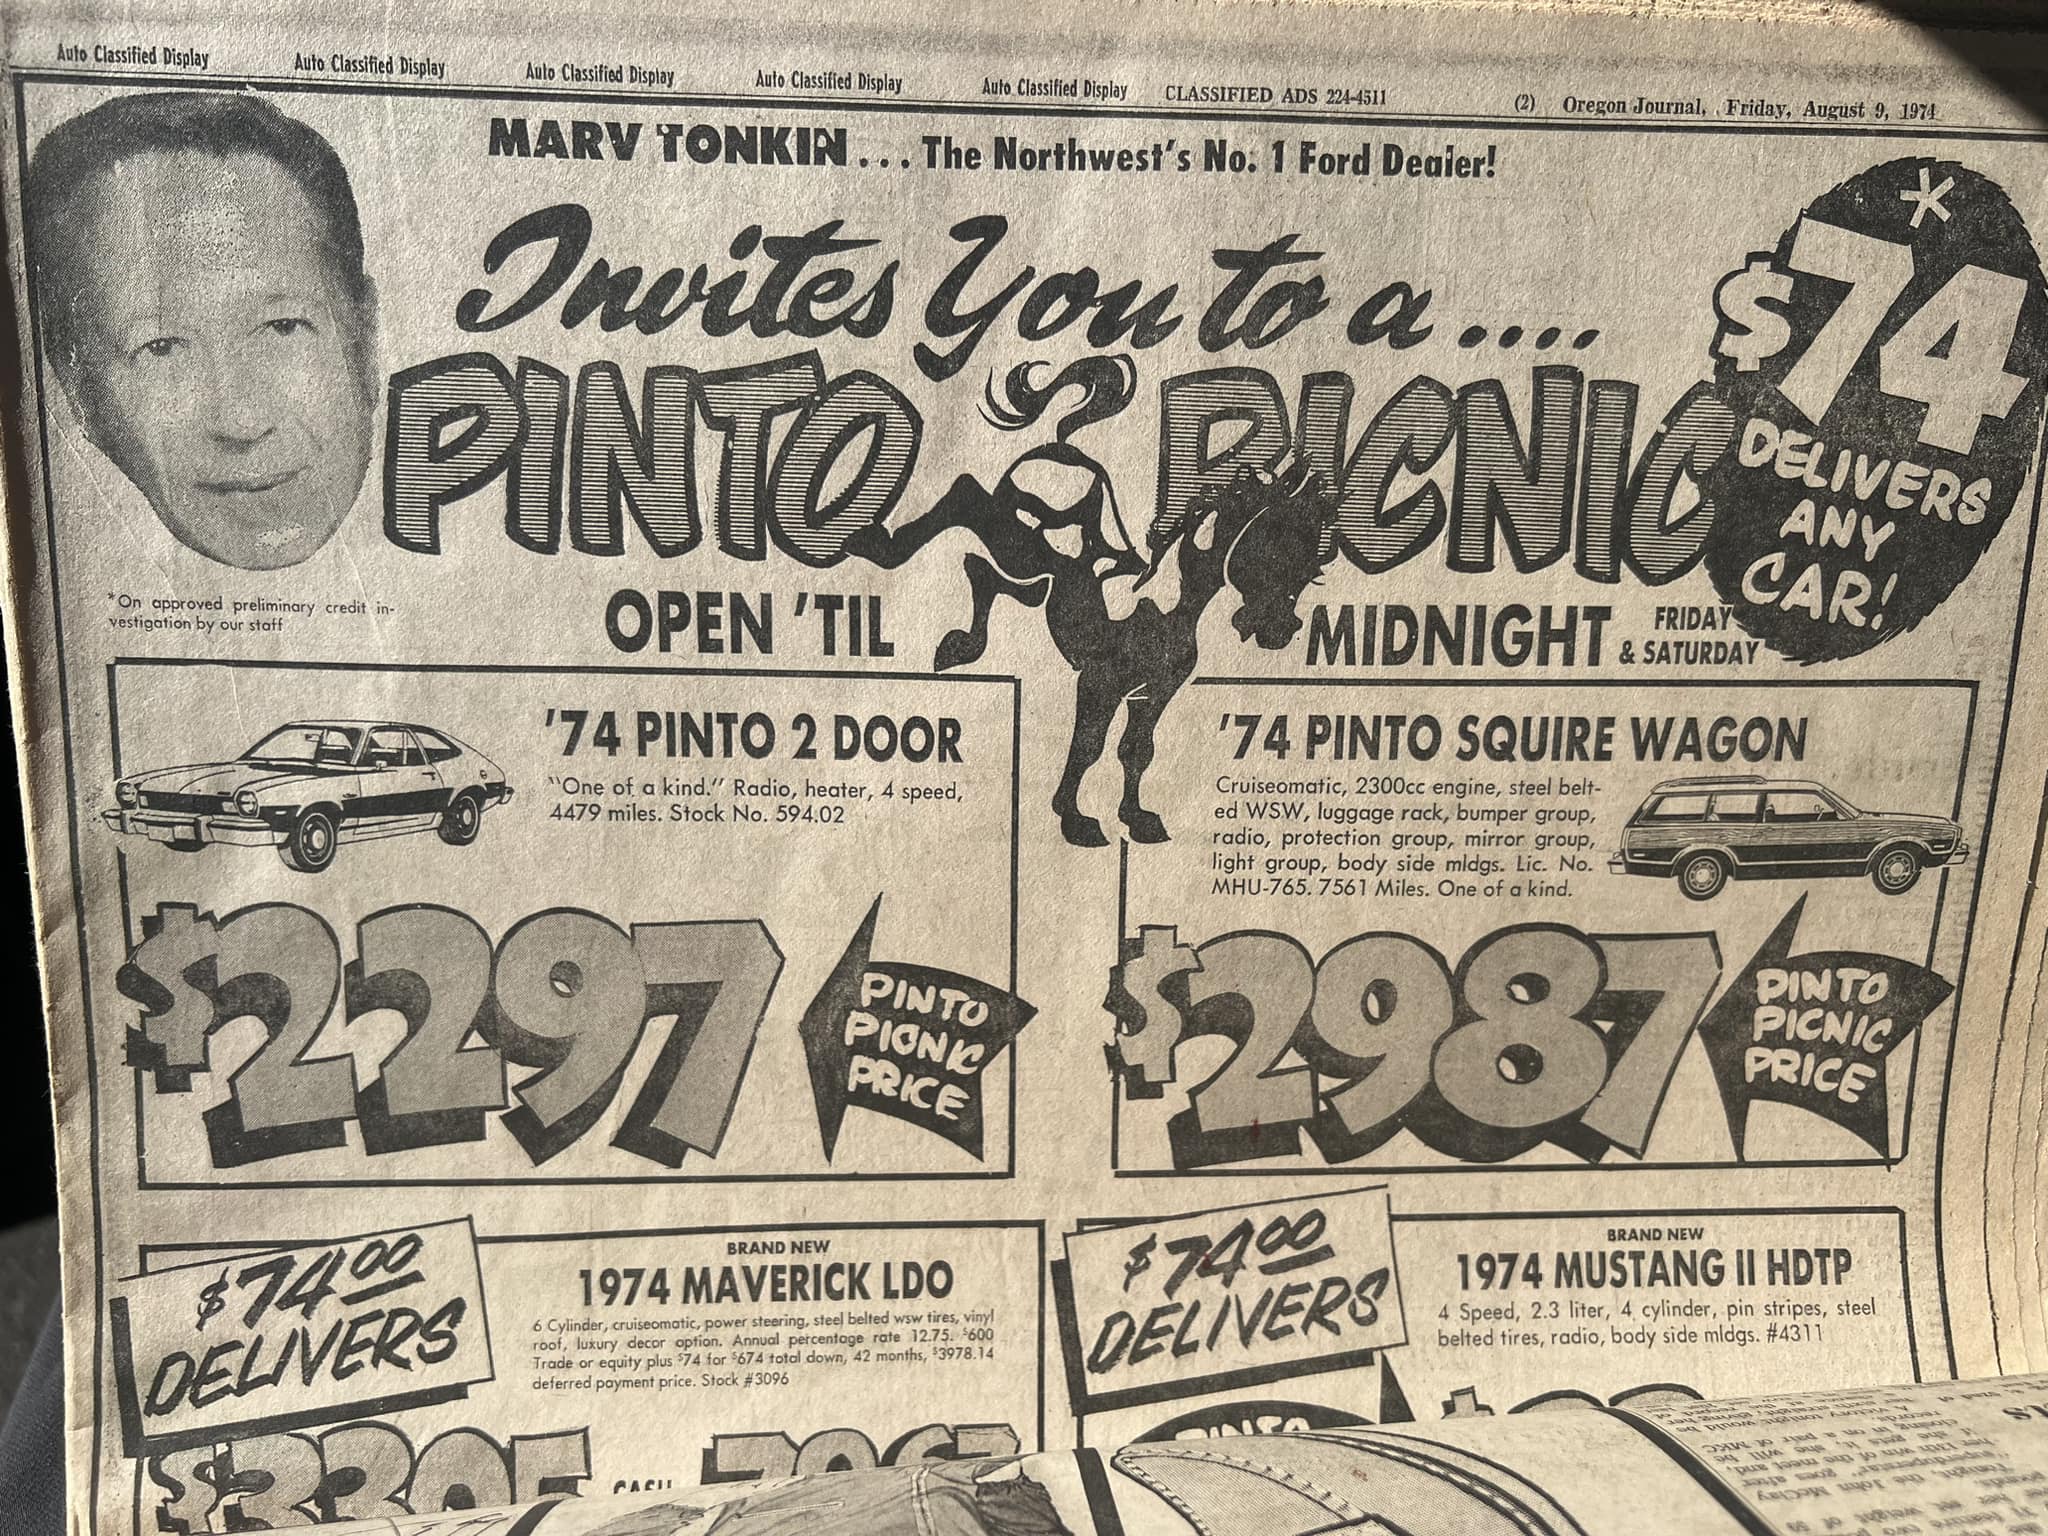 Auto Classified Display Auto Classified Display Auto Classified Display Auto Classified Display Auto Classified Display CLASSIFIED ADS 224-4511 (2) Oregon Journal, Friday, August 9, 1974
MARV TONKIN... The Northwest's No. 1 Ford Dealer!
Invites You to a....
PINTO PICNIC
*
$74
DELIVERS
ANY
CAR!
*On approved preliminary credit in-
vestigation by our staff
OPEN 'TIL MIDNIGHT FRIDAY
& SATURDAY
'74 PINTO 2 DOOR
"One of a kind." Radio, heater, 4 speed,
4479 miles. Stock No. 594.02
$2297
PINTO
PICNIC
PRICE
'74 PINTO SQUIRE WAGON
Cruiseomatic, 2300cc engine, steel belt-
ed WSW, luggage rack, bumper group,
radio, protection group, mirror group,
light group, body side mldgs. Lic. No.
MHU-765. 7561 Miles. One of a kind.
$2987
PINTO
PICNIC
PRICE
$74.00
DELIVERS
BRAND NEW
1974 MAVERICK LDO
6 Cylinder, cruiseomatic, power steering, steel belted wsw tires, vinyl
roof, luxury decor option. Annual percentage rate 12.75. $600
Trade or equity plus $74 for $674 total down, 42 months, $3978.14
deferred payment price. Stock #3096
CASH
$74.00
DELIVERS
BRAND NEW
1974 MUSTANG II HDTP
4 Speed, 2.3 liter, 4 cylinder, pin stripes, steel
belted tires, radio, body side mldgs. #4311
PINTO